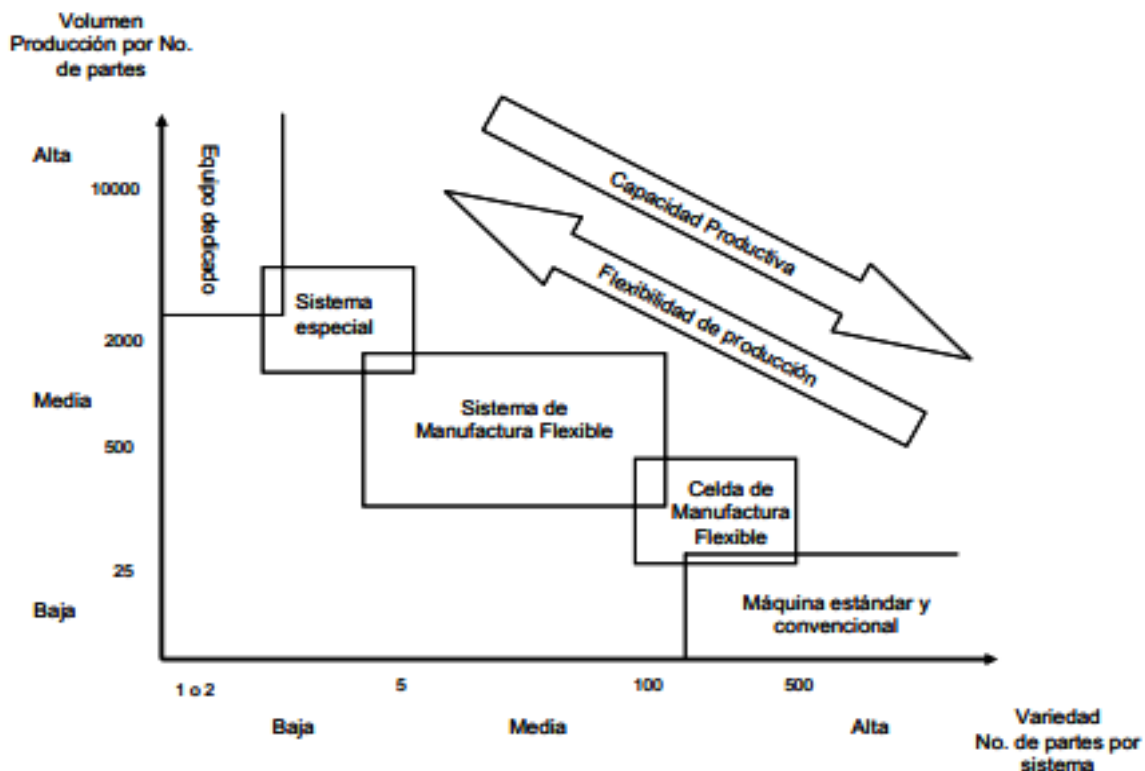 Volumen
Producción por No.
de partes
Alta
10000
2000
Media
500
25
Baja
Equipo dedicado
Sistema
especial
Sistema de
Manufactura Flexible
Celda de
Manufactura
Flexible
Máquina estándar y
convencional
Capacidad Productiva
Flexibilidad de producción
1 o 2
5
100
500
Baja
Media
Alta
Variedad
No. de partes por
sistema